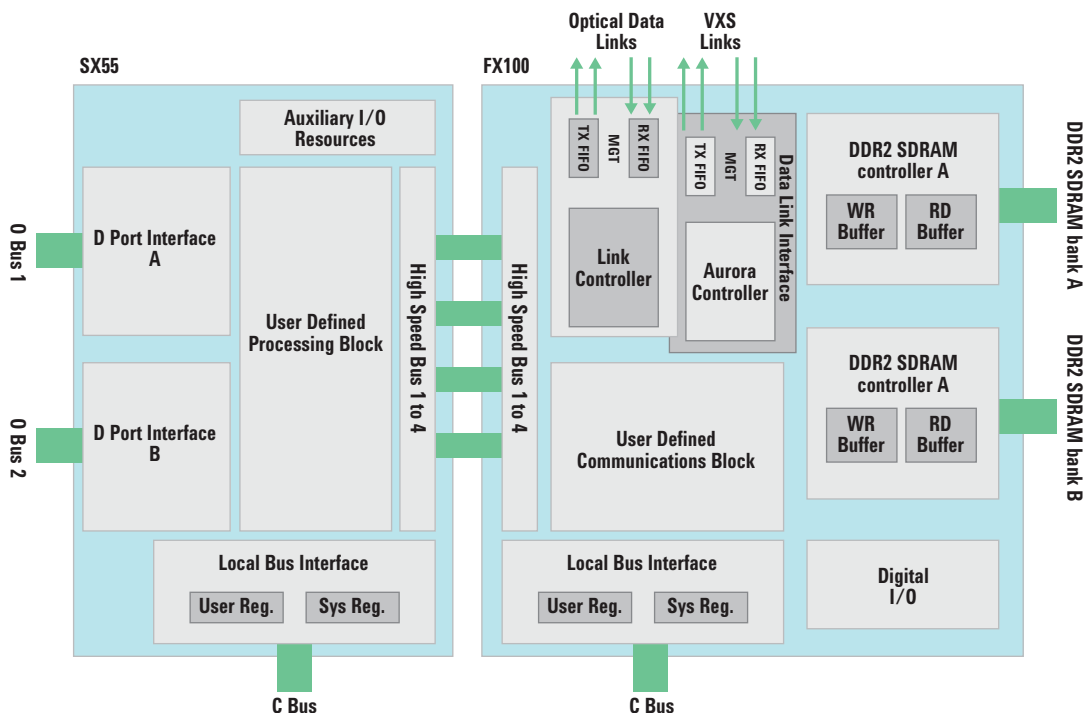 SX55
Auxiliary I/O
Resources
O Bus 1
D Port Interface
A
O Bus 2
D Port Interface
B
User Defined
Processing Block
High Speed Bus 1 to 4
Local Bus Interface
User Reg.
Sys Reg.
C Bus
FX100
Optical Data
Links
VXS
Links
High Speed Bus 1 to 4
TX FIFO
MGT
RX FIFO
Link
Controller
TX FIFO
MGT
RX FIFO
Aurora
Controller
Data Link Interface
User Defined
Communications Block
Local Bus Interface
User Reg.
Sys Reg.
C Bus
DDR2 SDRAM
controller A
WR
Buffer
RD
Buffer
DDR2 SDRAM bank A
DDR2 SDRAM
controller A
WR
Buffer
RD
Buffer
DDR2 SDRAM bank B
Digital
I/O